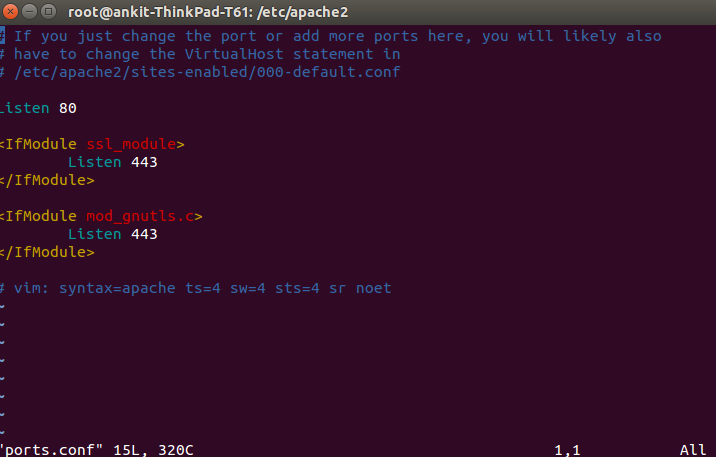 root@ankit-ThinkPad-T61: /etc/apache2
# If you just change the port or add more ports here, you will likely also
# have to change the VirtualHost statement in
# /etc/apache2/sites-enabled/000-default.conf
Listen 80
<IfModule ssl_module>
Listen 443
</IfModule>
<IfModule mod_gnutls.c>
Listen 443
</IfModule>
# vim: syntax=apache ts=4 sw=4 sts=4 sr noet
~
~
~
~
~
~
~
~
"ports.conf" 15L, 320C 1,1 All